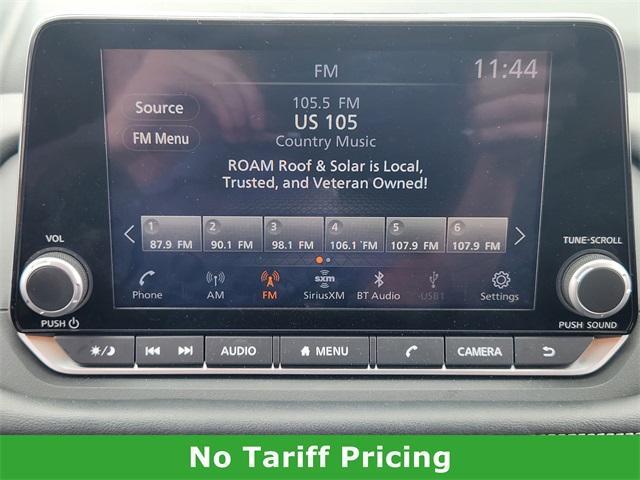 FM 11:44
Source
FM Menu
105.5 FM
US 105
Country Music
ROAM Roof & Solar is Local,
Trusted, and Veteran Owned!
1 2 3 4 5 6
87.9 FM 90.1 FM 98.1 FM 106.1 FM 107.9 FM 107.9 FM
VOL TUNE-SCROLL
sxm
Phone AM FM SiriusXM BT Audio USB1 Settings
PUSH PUSH SOUND
AUDIO MENU CAMERA
No Tariff Pricing